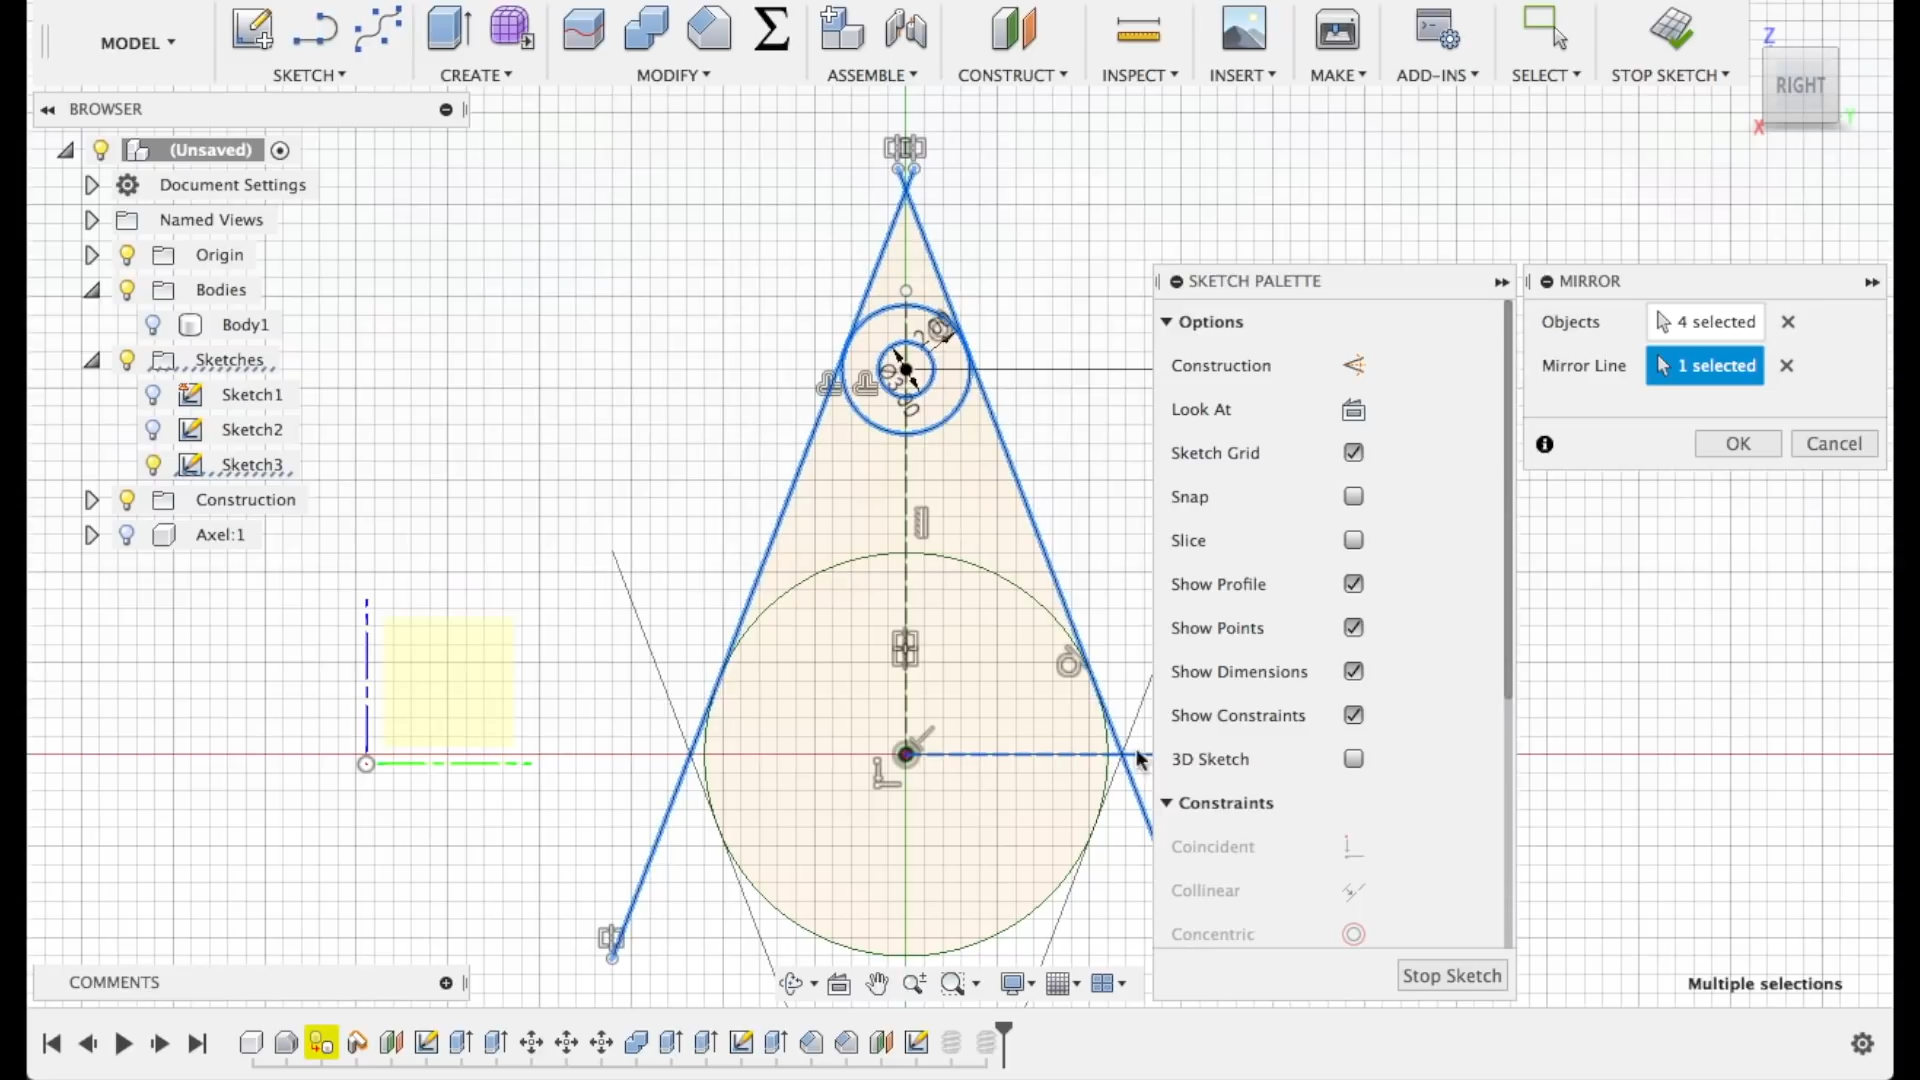 MODEL
SKETCH
CREATE
MODIFY
ASSEMBLE
CONSTRUCT
INSPECT
INSERT
MAKE
ADD-INS
SELECT
STOP SKETCH
Z
RIGHT
X
Y
BROWSER
(Unsaved)
Document Settings
Named Views
Origin
Bodies
Body1
Sketches
Sketch1
Sketch2
Sketch3
Construction
Axel:1
SKETCH PALETTE
Options
Construction
Look At
Sketch Grid
Snap
Slice
Show Profile
Show Points
Show Dimensions
Show Constraints
3D Sketch
Constraints
Coincident
Collinear
Concentric
Stop Sketch
MIRROR
Objects
4 selected
Mirror Line
1 selected
OK
Cancel
COMMENTS
Multiple selections